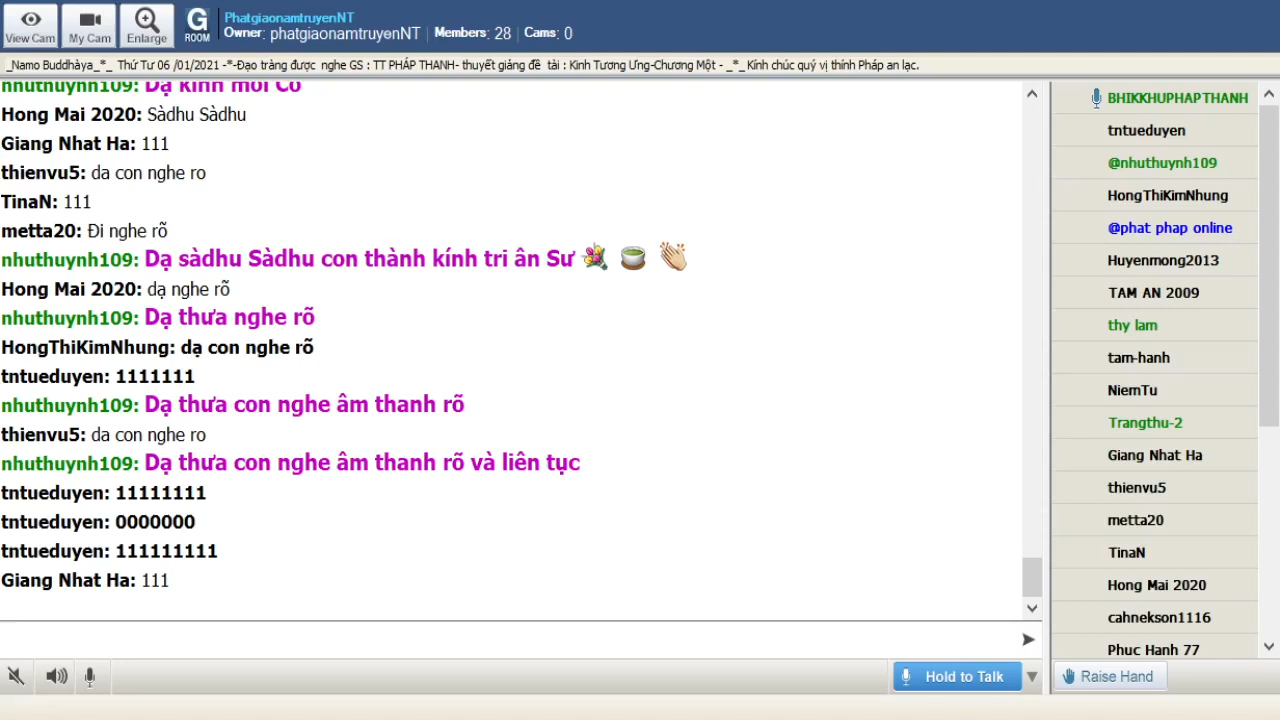 View Cam
My Cam
Enlarge
G
ROOM
PhatgiaonamtruyenNT
Owner: phatgiaonamtruyenNT Members: 28 Cams: 0
_Namo Buddhàya_*_ Thứ Tư 06 /01/2021 -*-Đạo tràng được nghe GS : TT PHÁP THANH- thuyết giảng đề tài : Kinh Tương Ưng-Chương Một - _*_Kính chúc quý vị thính Pháp an lạc.
nhuthuynh109: Dạ kính mời Cô
Hong Mai 2020: Sàdhu Sàdhu
Giang Nhat Ha: 111
thienvu5: da con nghe ro
TinaN: 111
metta20: Đi nghe rõ
nhuthuynh109: Dạ sàdhu Sàdhu con thành kính tri ân Sư
Hong Mai 2020: dạ nghe rõ
nhuthuynh109: Dạ thưa nghe rõ
HongThiKimNhung: dạ con nghe rõ
tntueduyen: 1111111
nhuthuynh109: Dạ thưa con nghe âm thanh rõ
thienvu5: da con nghe ro
nhuthuynh109: Dạ thưa con nghe âm thanh rõ và liên tục
tntueduyen: 11111111
tntueduyen: 0000000
tntueduyen: 111111111
Giang Nhat Ha: 111
Hold to Talk
BHIKKHUPHAPTHANH
tntueduyen
@nhuthuynh109
HongThiKimNhung
@phat phap online
Huyenmong2013
TAM AN 2009
thy lam
tam-hanh
NiemTu
Trangthu-2
Giang Nhat Ha
thienvu5
metta20
TinaN
Hong Mai 2020
cahnekson1116
Phuc Hanh 77
Raise Hand